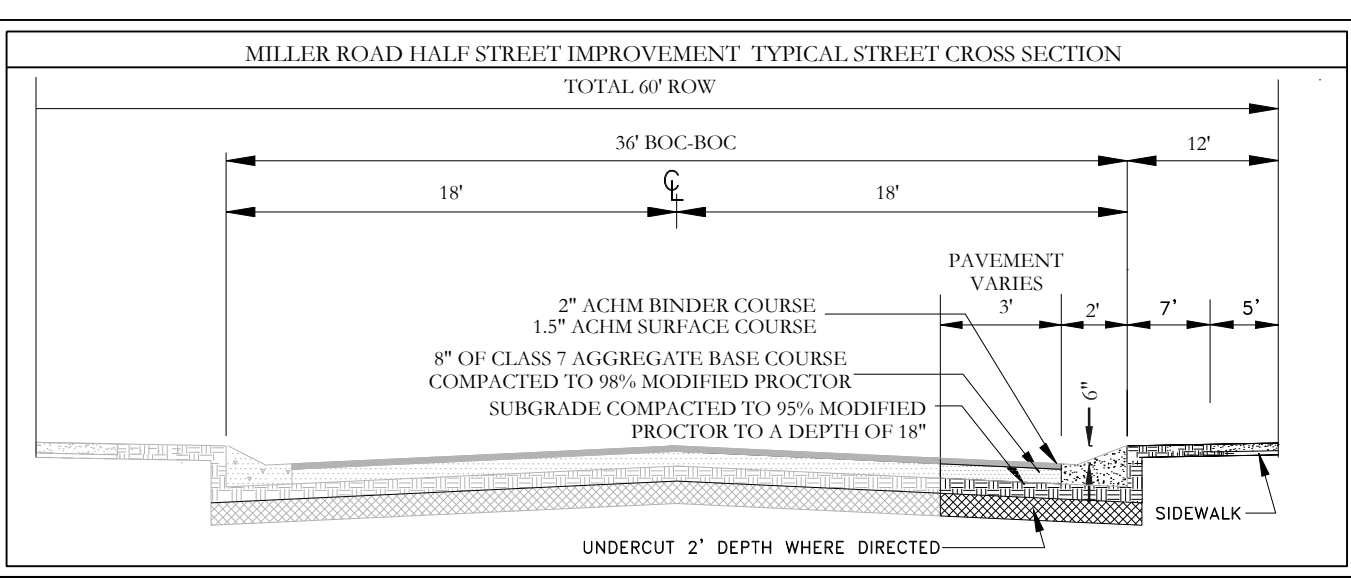 MILLER ROAD HALF STREET IMPROVEMENT TYPICAL STREET CROSS SECTION
TOTAL 60' ROW
36' BOC-BOC
12'
18'
CL
18'
PAVEMENT
VARIES
3'
2'
7'
5'
2" ACHM BINDER COURSE
1.5" ACHM SURFACE COURSE
8" OF CLASS 7 AGGREGATE BASE COURSE
COMPACTED TO 98% MODIFIED PROCTOR
6"
SUBGRADE COMPACTED TO 95% MODIFIED
PROCTOR TO A DEPTH OF 18"
SIDEWALK
UNDERCUT 2' DEPTH WHERE DIRECTED